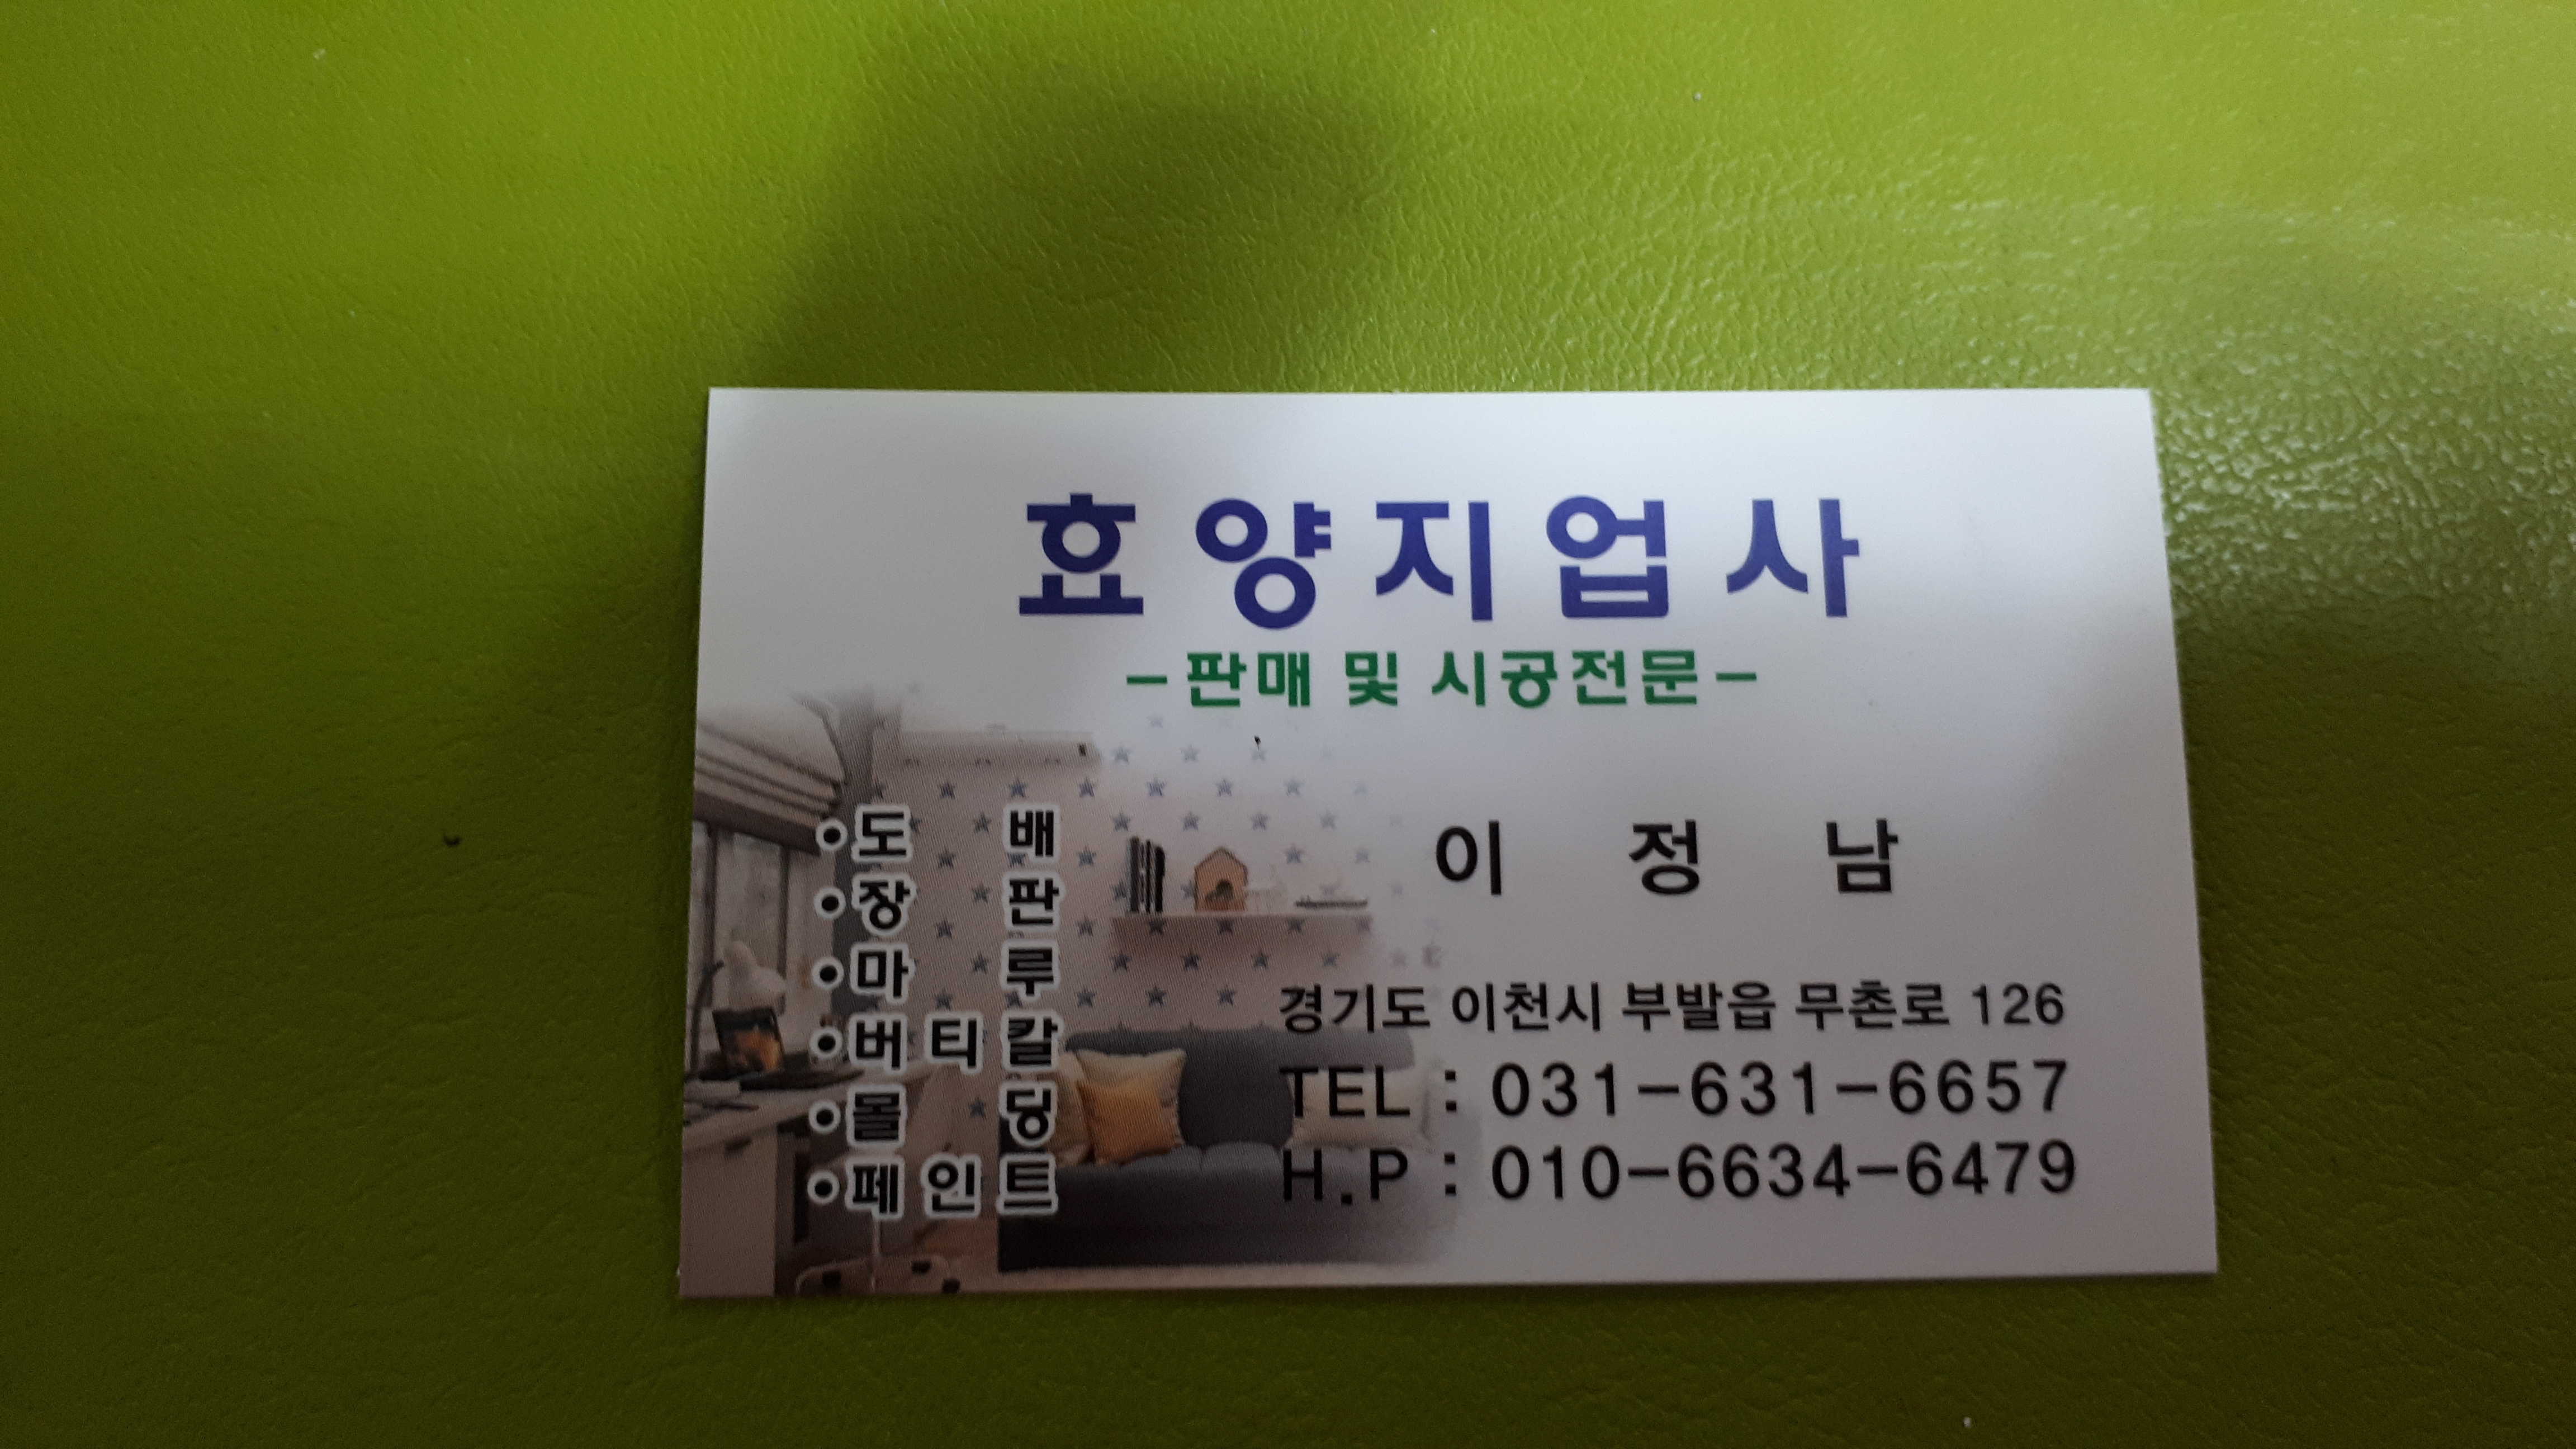 효양지업사
-판매 및 시공전문-
•도 배
•장 판
•마 루
•버티칼
•몰 딩
•페인트
이 정 남
경기도 이천시 부발읍 무촌로 126
TEL : 031-631-6657
H.P : 010-6634-6479